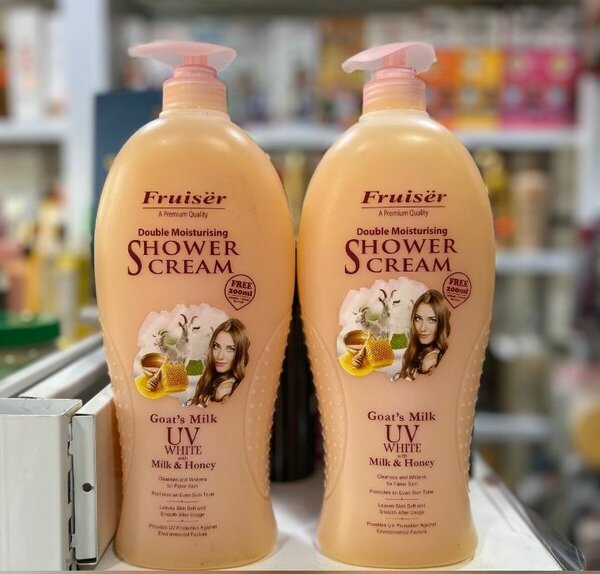 Fruisër
A Premium Quality
Double Moisturising
SHOWER
CREAM
FREE
200ml
Goat's Milk
UV
WHITE
with
Milk & Honey
Cleanses and Whitens
for Fairer Skin
Promotes an Even Skin Tone
Leaves Skin Soft and
Smooth After Usage
Provides UV Protection Against
Environmental Factors
Fruisër
A Premium Quality
Double Moisturising
SHOWER
CREAM
FREE
200ml
Goat's Milk
UV
WHITE
with
Milk & Honey
Cleanses and Whitens
for Fairer Skin
Promotes an Even Skin Tone
Leaves Skin Soft and
Smooth After Usage
Provides UV Protection Against
Environmental Factors